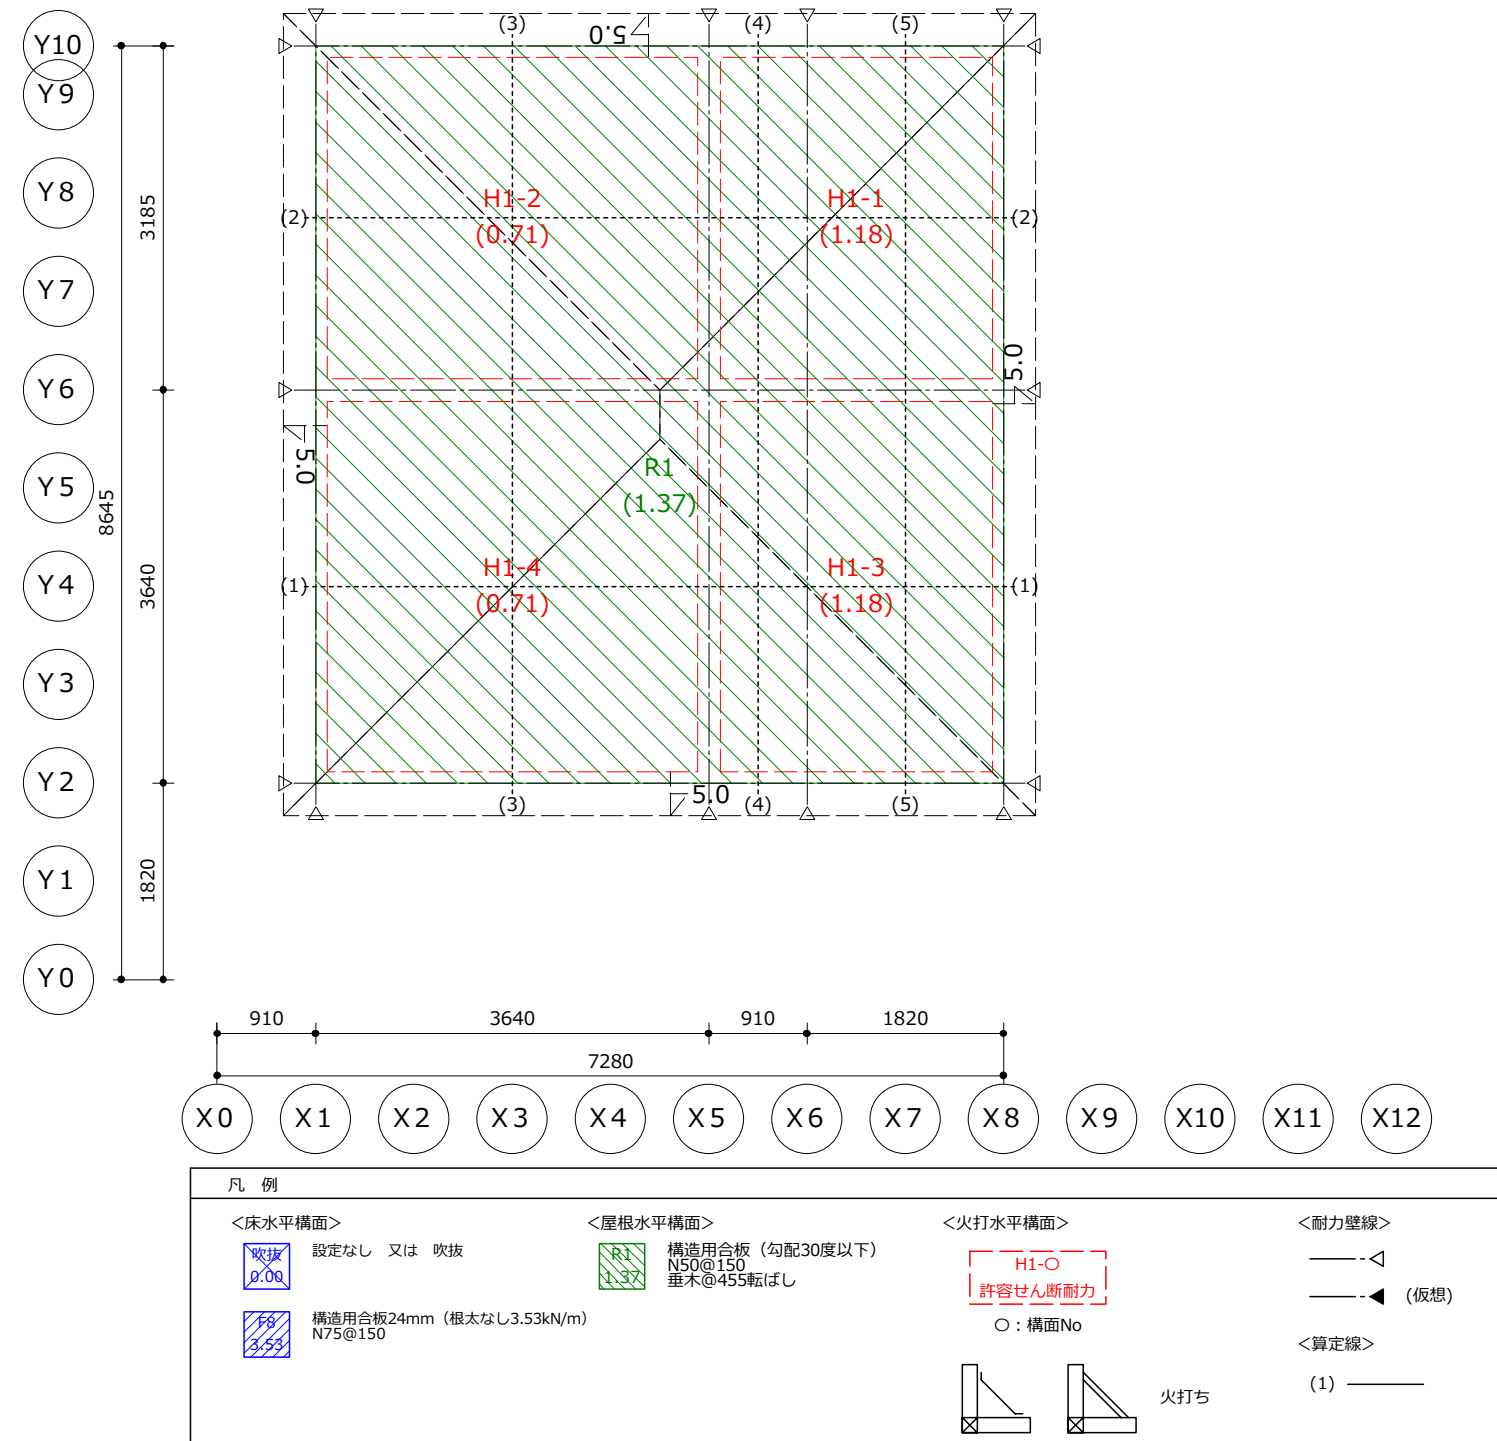 Y10
Y9
Y8
Y7
Y6
Y5
Y4
Y3
Y2
Y1
Y0
3185
8645
3640
1820
(3)
5.0
(4)
(5)
H1-2
(0.71)
H1-1
(1.18)
(2)
(2)
5.0
5.0
R1
(1.37)
H1-4
(0.71)
H1-3
(1.18)
(1)
(1)
(3)
5.0
(4)
(5)
910
3640
910
1820
7280
X0
X1
X2
X3
X4
X5
X6
X7
X8
X9
X10
X11
X12
凡 例
<床水平構面>
吹抜
0.00
設定なし 又は 吹抜
F8
3.53
構造用合板24mm（根太なし3.53kN/m）
N75@150
<屋根水平構面>
R1
1.37
構造用合板（勾配30度以下）
N50@150
垂木@455転ばし
<火打水平構面>
H1-○
許容せん断耐力
○：構面No
火打ち
<耐力壁線>
(仮想)
<算定線>
(1)